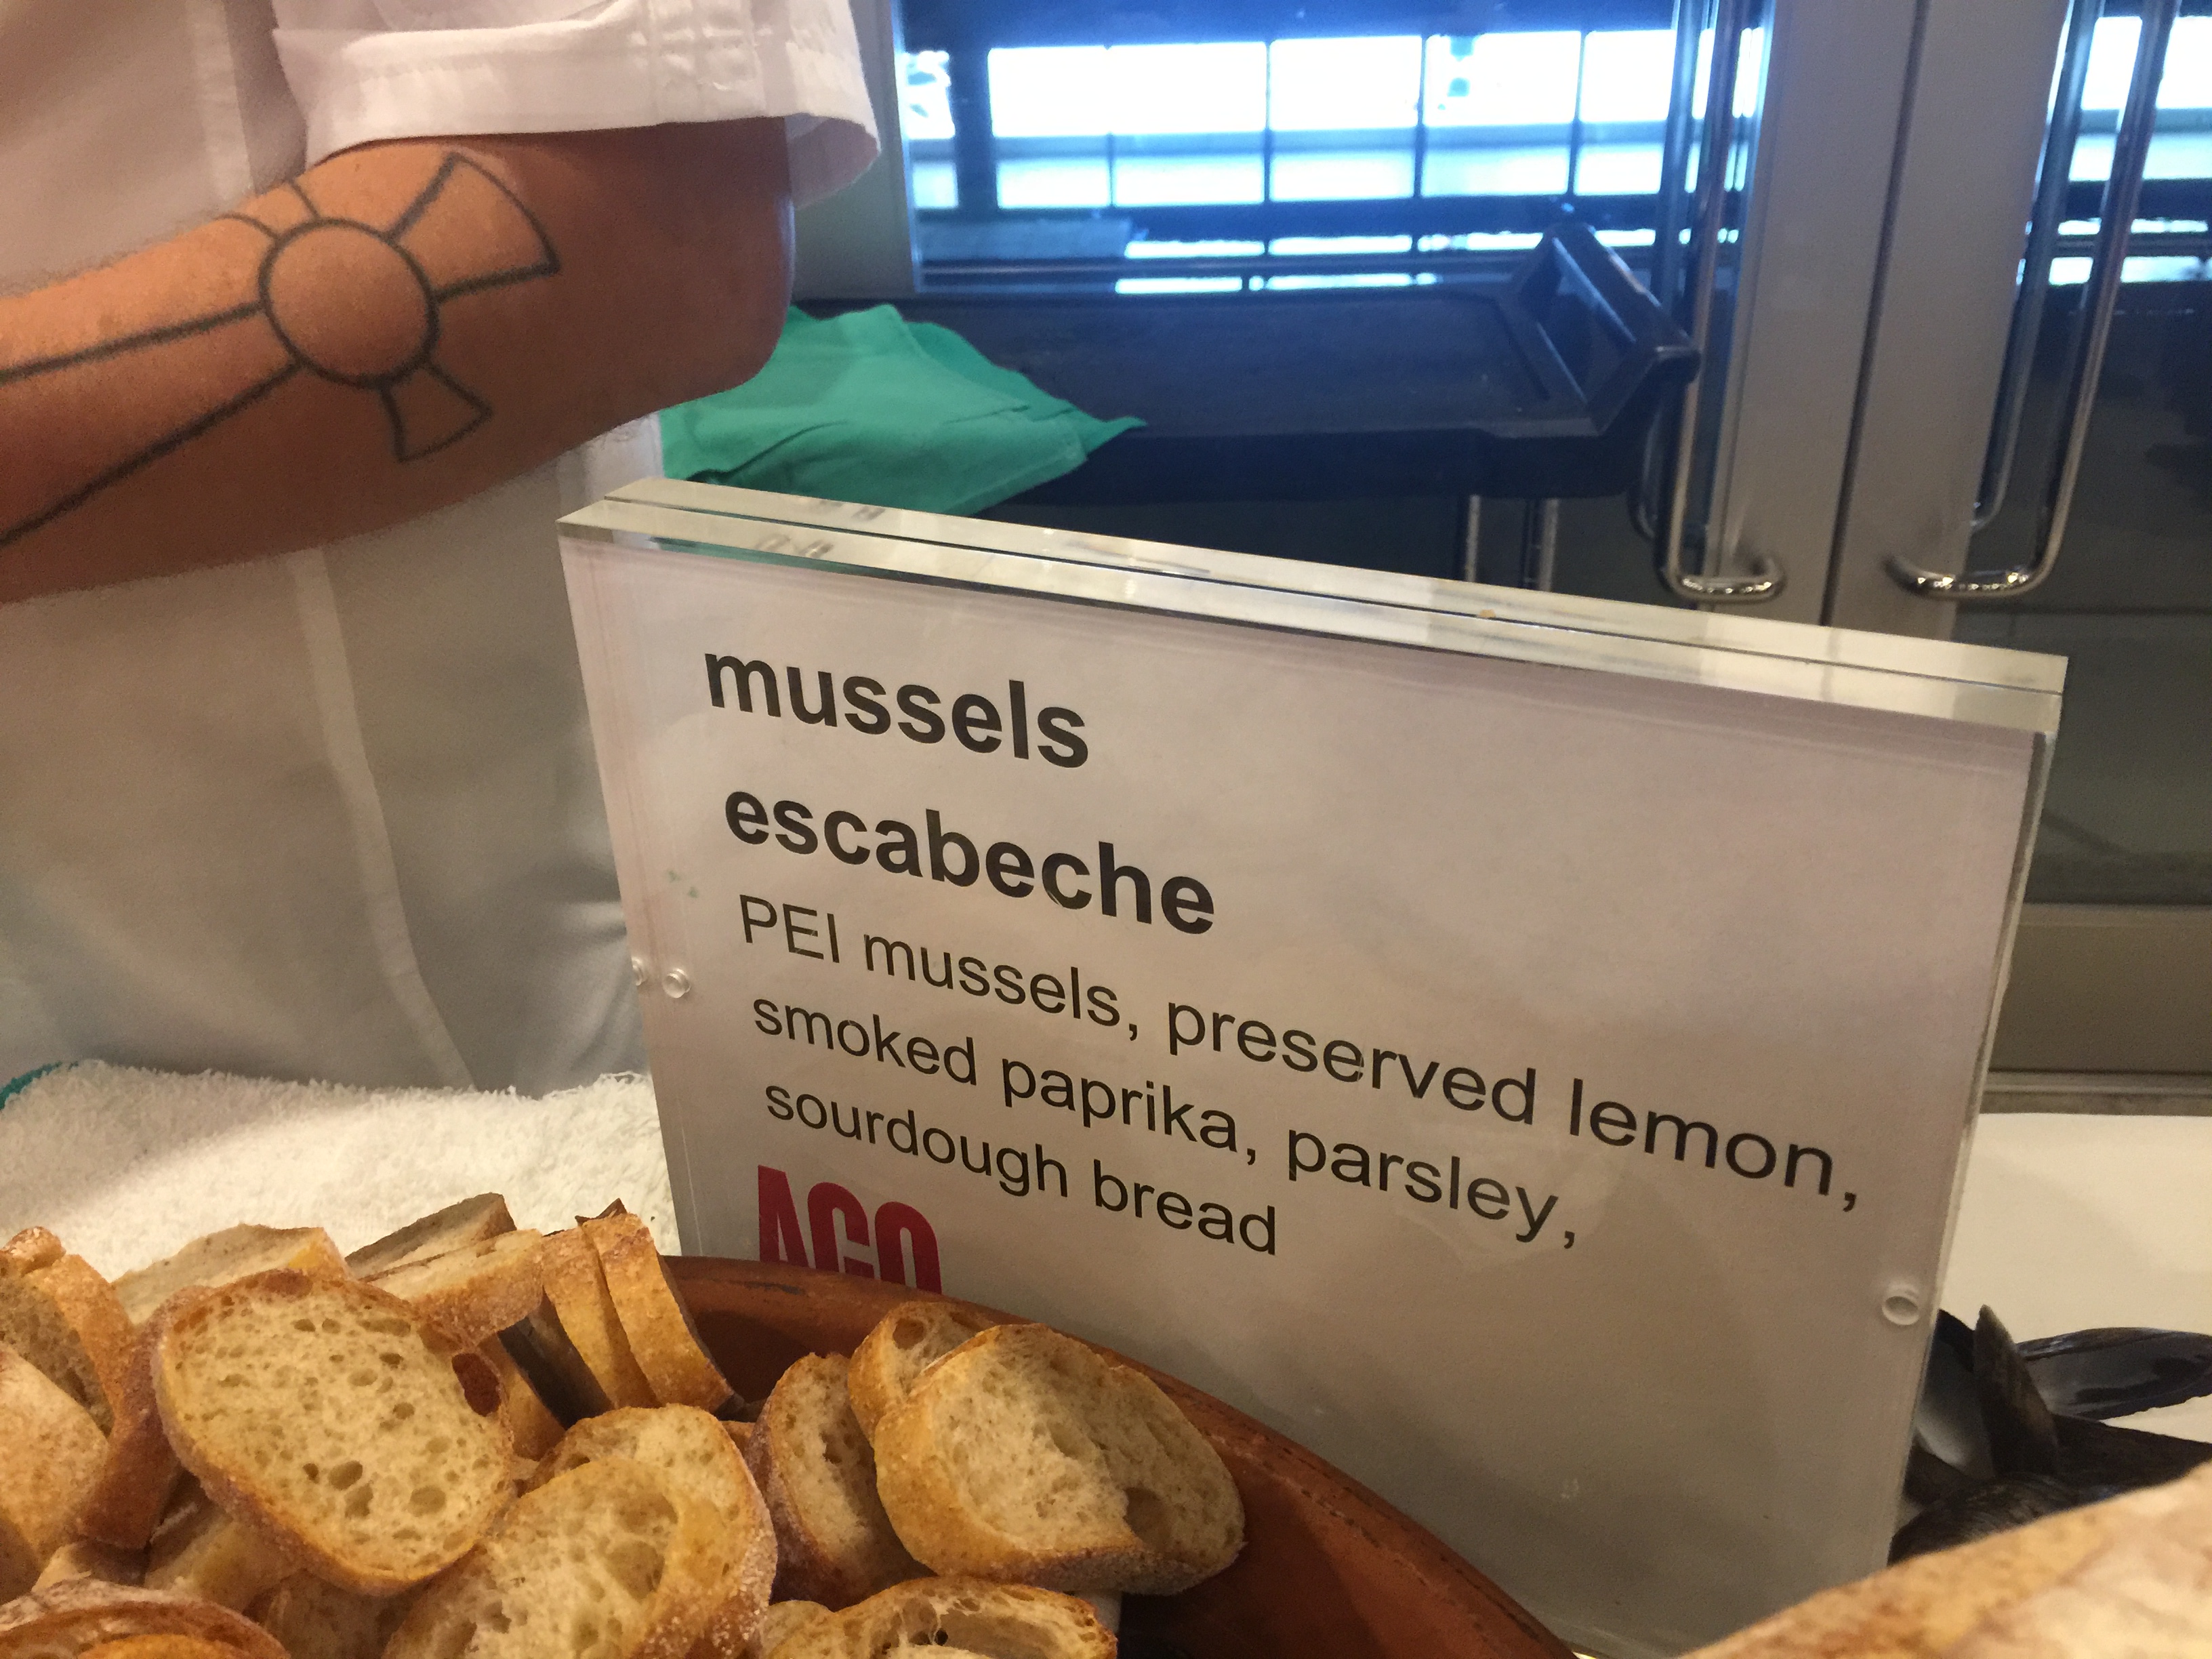 mussels
escabeche
PEI mussels, preserved lemon,
smoked paprika, parsley,
sourdough bread
AGO